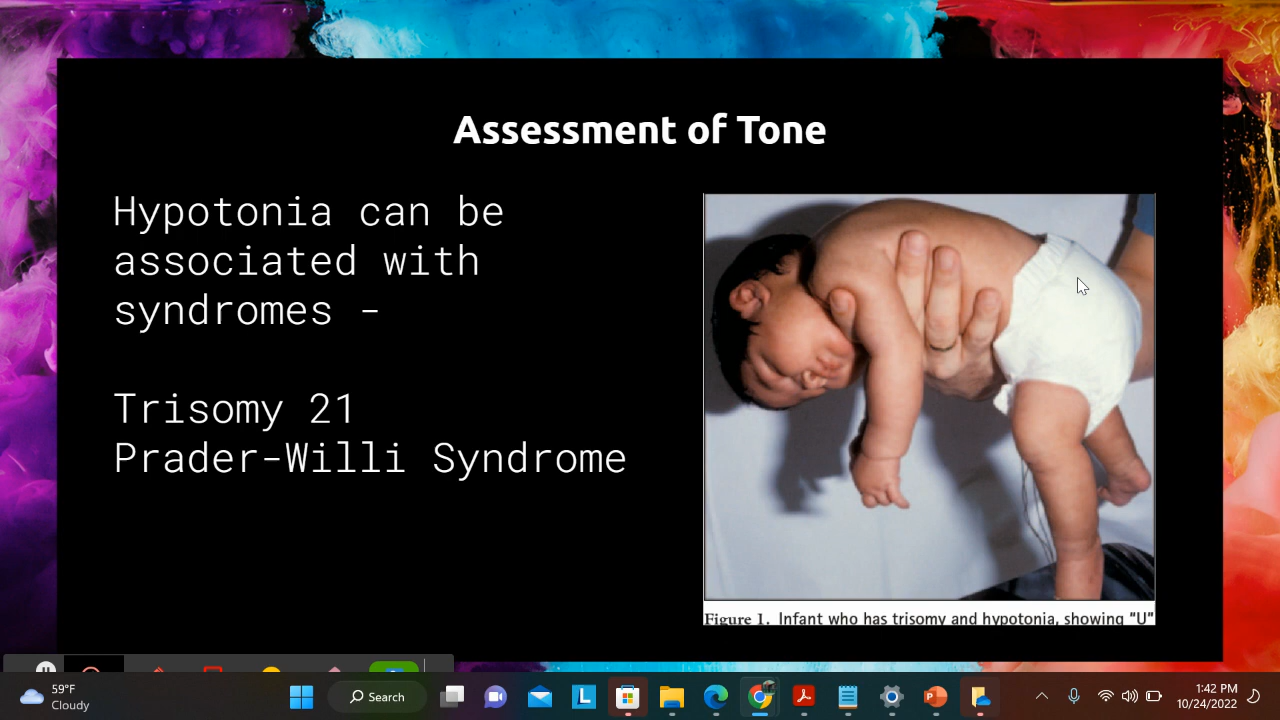 Assessment of Tone
Hypotonia can be
associated with
syndromes -
Trisomy 21
Prader-Willi Syndrome
Figure 1. Infant who has trisomy and hypotonia, showing "U"
59°F
Cloudy
Search
L
1:42 PM
10/24/2022